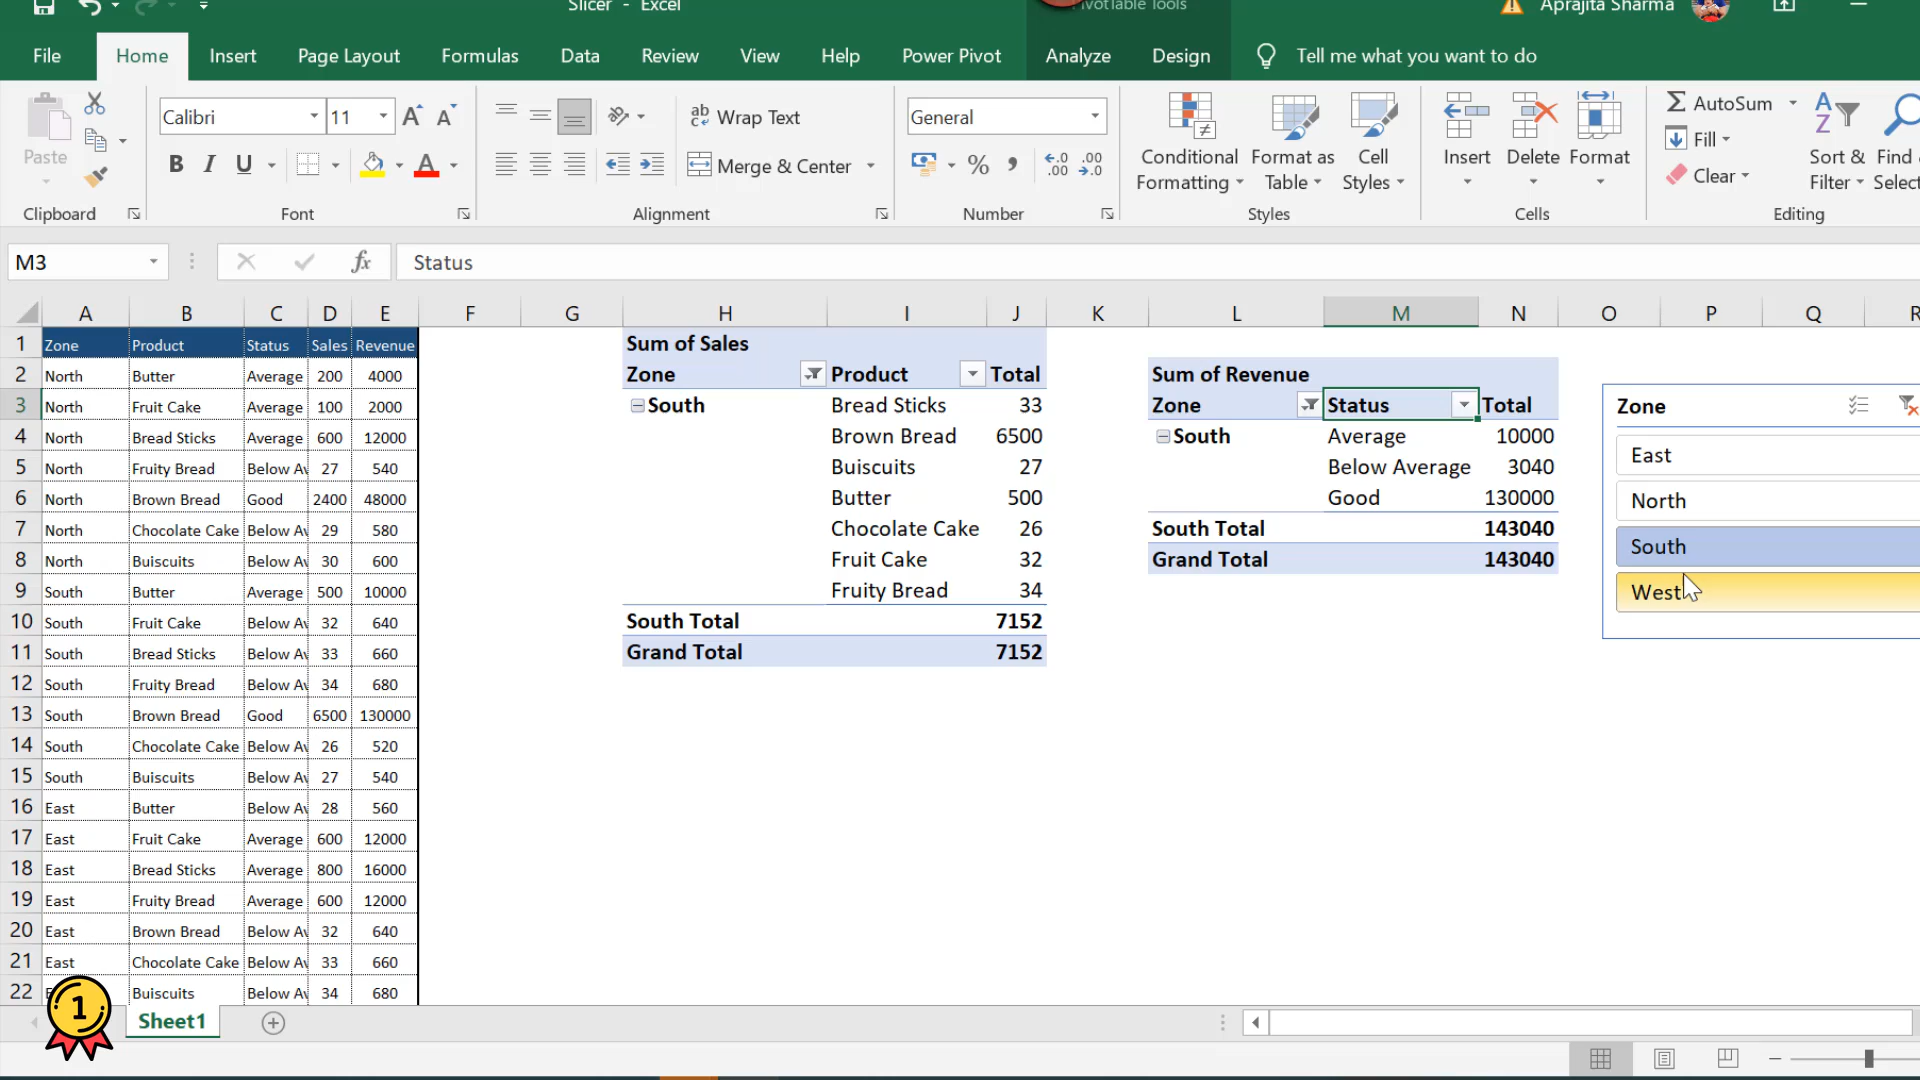 Slicer - Excel
PivotTable Tools
Aprajita Sharma
File Home Insert Page Layout Formulas Data Review View Help Power Pivot Analyze Design Tell me what you want to do
Paste
Calibri 11
Wrap Text
Merge & Center
General
Conditional Formatting
Format as Table
Cell Styles
Insert Delete Format
AutoSum
Fill
Clear
Sort & Filter
Find
Selec
Clipboard Font Alignment Number Styles Cells Editing
M3 fx Status
A B C D E F G H I J K L M N O P Q R
1 Zone Product Status Sales Revenue
2 North Butter Average 200 4000
3 North Fruit Cake Average 100 2000
4 North Bread Sticks Average 600 12000
5 North Fruity Bread Below Av 27 540
6 North Brown Bread Good 2400 48000
7 North Chocolate Cake Below Av 29 580
8 North Buiscuits Below Av 30 600
9 South Butter Average 500 10000
10 South Fruit Cake Below Av 32 640
11 South Bread Sticks Below Av 33 660
12 South Fruity Bread Below Av 34 680
13 South Brown Bread Good 6500 130000
14 South Chocolate Cake Below Av 26 520
15 South Buiscuits Below Av 27 540
16 East Butter Below Av 28 560
17 East Fruit Cake Average 600 12000
18 East Bread Sticks Average 800 16000
19 East Fruity Bread Average 600 12000
20 East Brown Bread Below Av 32 640
21 East Chocolate Cake Below Av 33 660
22 E Buiscuits Below Av 34 680
Sum of Sales
Zone Product Total
South Bread Sticks 33
Brown Bread 6500
Buiscuits 27
Butter 500
Chocolate Cake 26
Fruit Cake 32
Fruity Bread 34
South Total 7152
Grand Total 7152
Sum of Revenue
Zone Status Total
South Average 10000
Below Average 3040
Good 130000
South Total 143040
Grand Total 143040
Zone
East
North
South
West
1
Sheet1